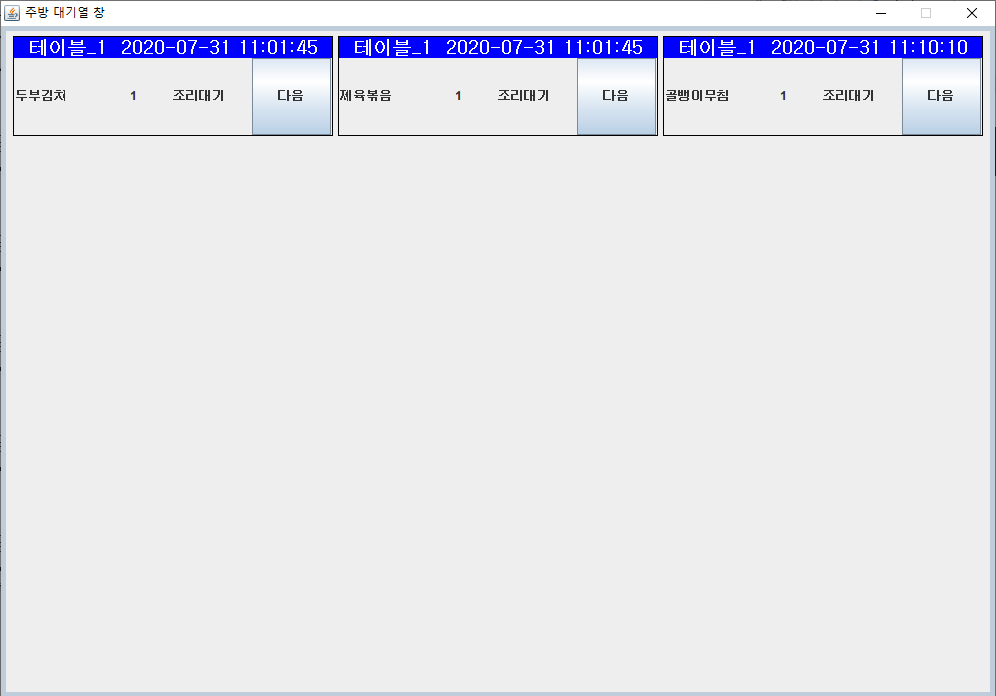 주방 대기열 창
테이블_1 2020-07-31 11:01:45
두부김치 1 조리대기 다음
테이블_1 2020-07-31 11:01:45
제육볶음 1 조리대기 다음
테이블_1 2020-07-31 11:10:10
골뱅이무침 1 조리대기 다음